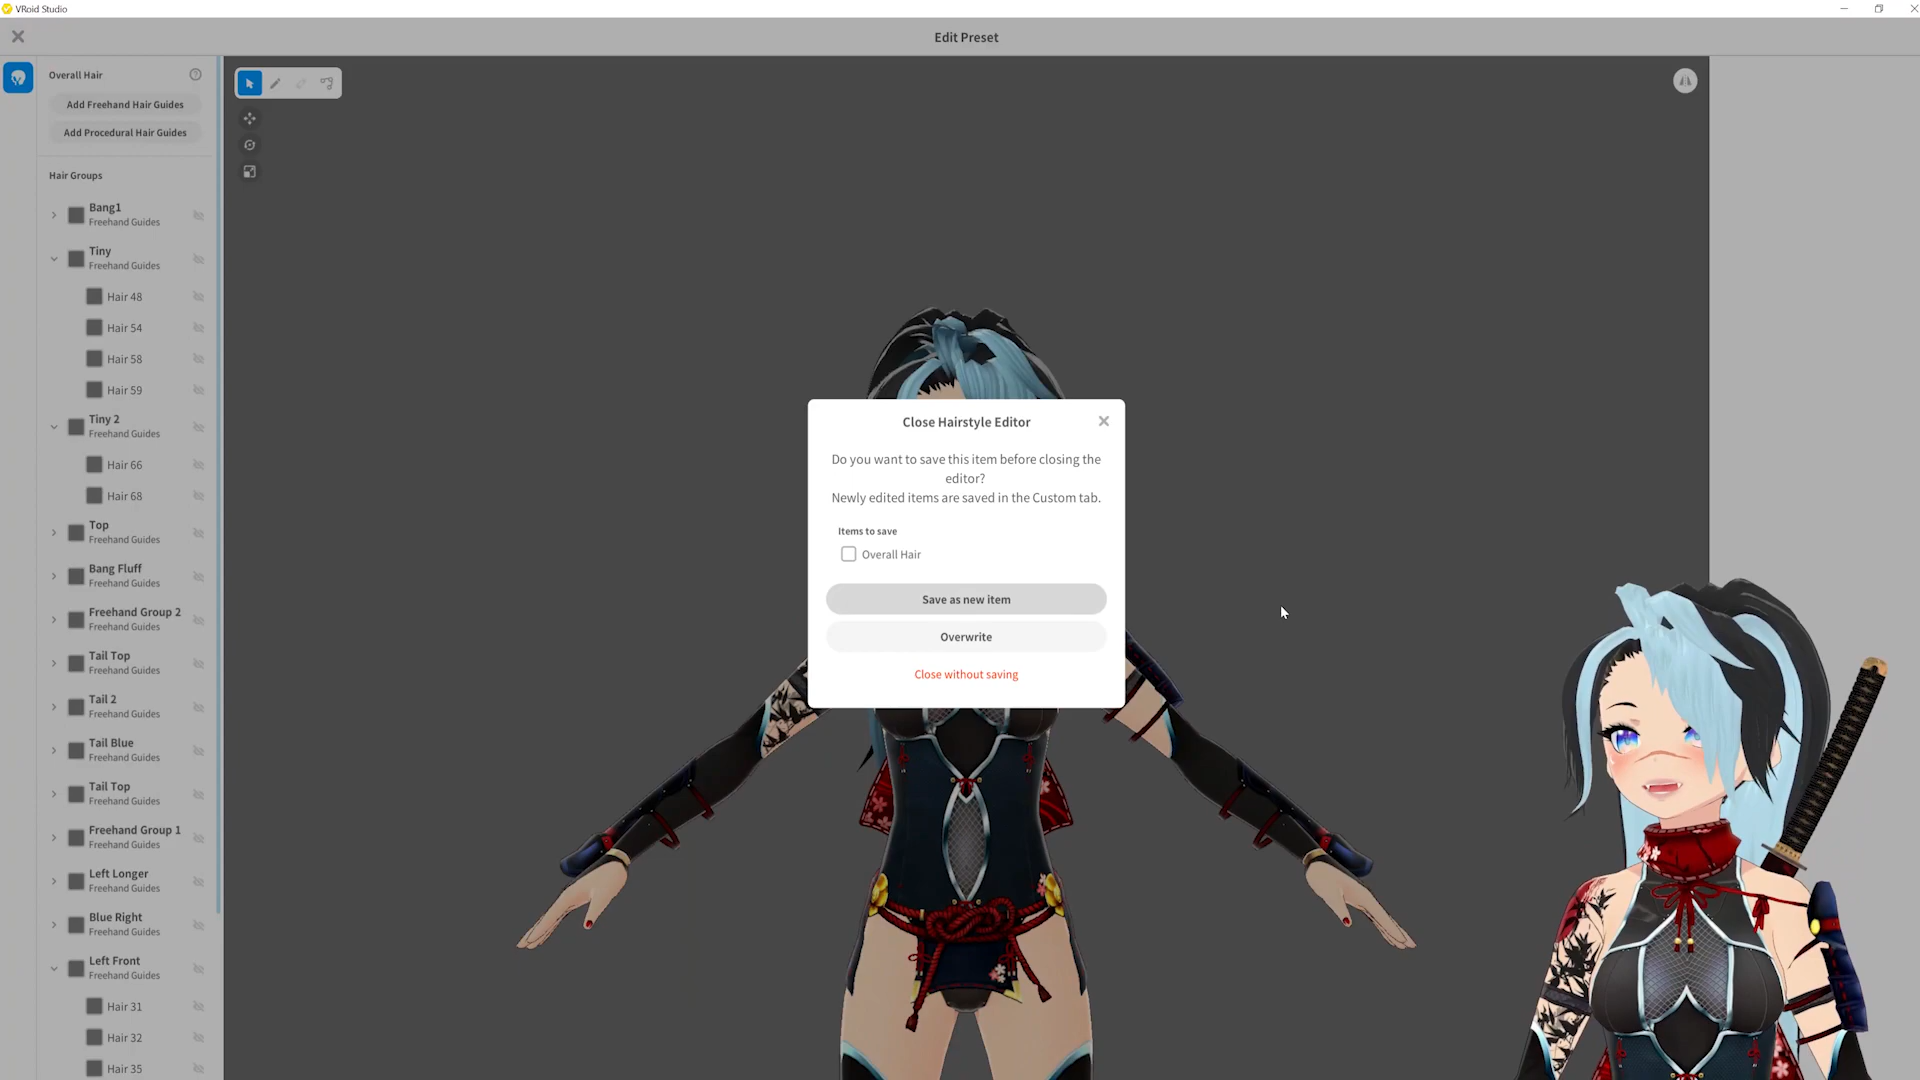 VRoid Studio
Edit Preset
Overall Hair
Add Freehand Hair Guides
Add Procedural Hair Guides
Hair Groups
Bang1
Freehand Guides
Tiny
Freehand Guides
Hair 48
Hair 54
Hair 58
Hair 59
Tiny 2
Freehand Guides
Hair 66
Hair 68
Top
Freehand Guides
Bang Fluff
Freehand Guides
Freehand Group 2
Freehand Guides
Tail Top
Freehand Guides
Tail 2
Freehand Guides
Tail Blue
Freehand Guides
Tail Top
Freehand Guides
Freehand Group 1
Freehand Guides
Left Longer
Freehand Guides
Blue Right
Freehand Guides
Left Front
Freehand Guides
Hair 31
Hair 32
Hair 35
Close Hairstyle Editor
Do you want to save this item before closing the
editor?
Newly edited items are saved in the Custom tab.
Items to save
Overall Hair
Save as new item
Overwrite
Close without saving